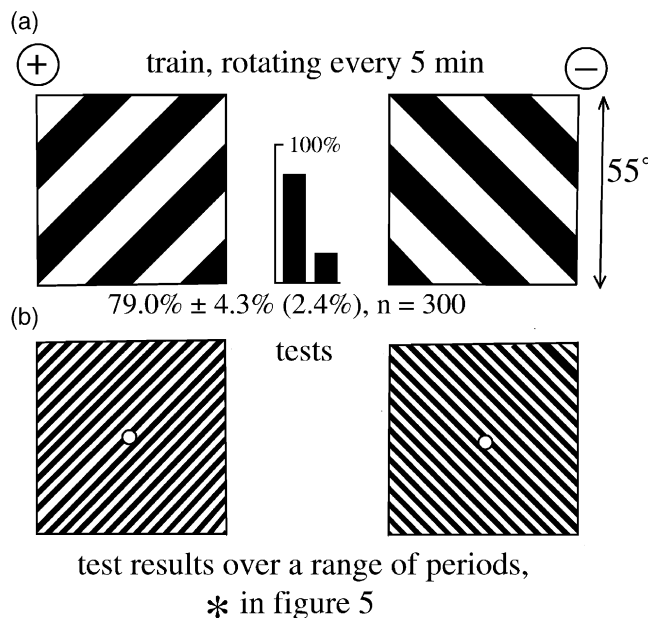 (a)
+ train, rotating every 5 min −
100%
55°
79.0% ± 4.3% (2.4%), n = 300
(b)
tests
test results over a range of periods,
* in figure 5